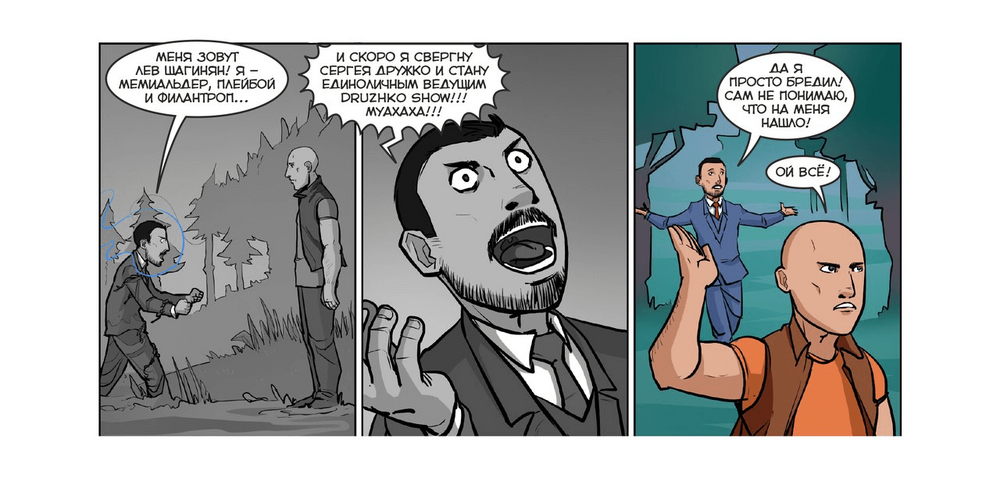 МЕНЯ ЗОВУТ
ЛЕВ ШАГИНЯН! Я –
МЕМИАЛЬДЕР, ПЛЕЙБОЙ
И ФИЛАНТРОП...
И СКОРО Я СВЕРГНУ
СЕРГЕЯ ДРУЖКО И СТАНУ
ЕДИНОЛИЧНЫМ ВЕДУЩИМ
DRUZHKO SHOW!!!
МУАХАХА!!!
ДА Я
ПРОСТО БРЕДИЛ!
САМ НЕ ПОНИМАЮ,
ЧТО НА МЕНЯ
НАШЛО!
ОЙ ВСЁ!